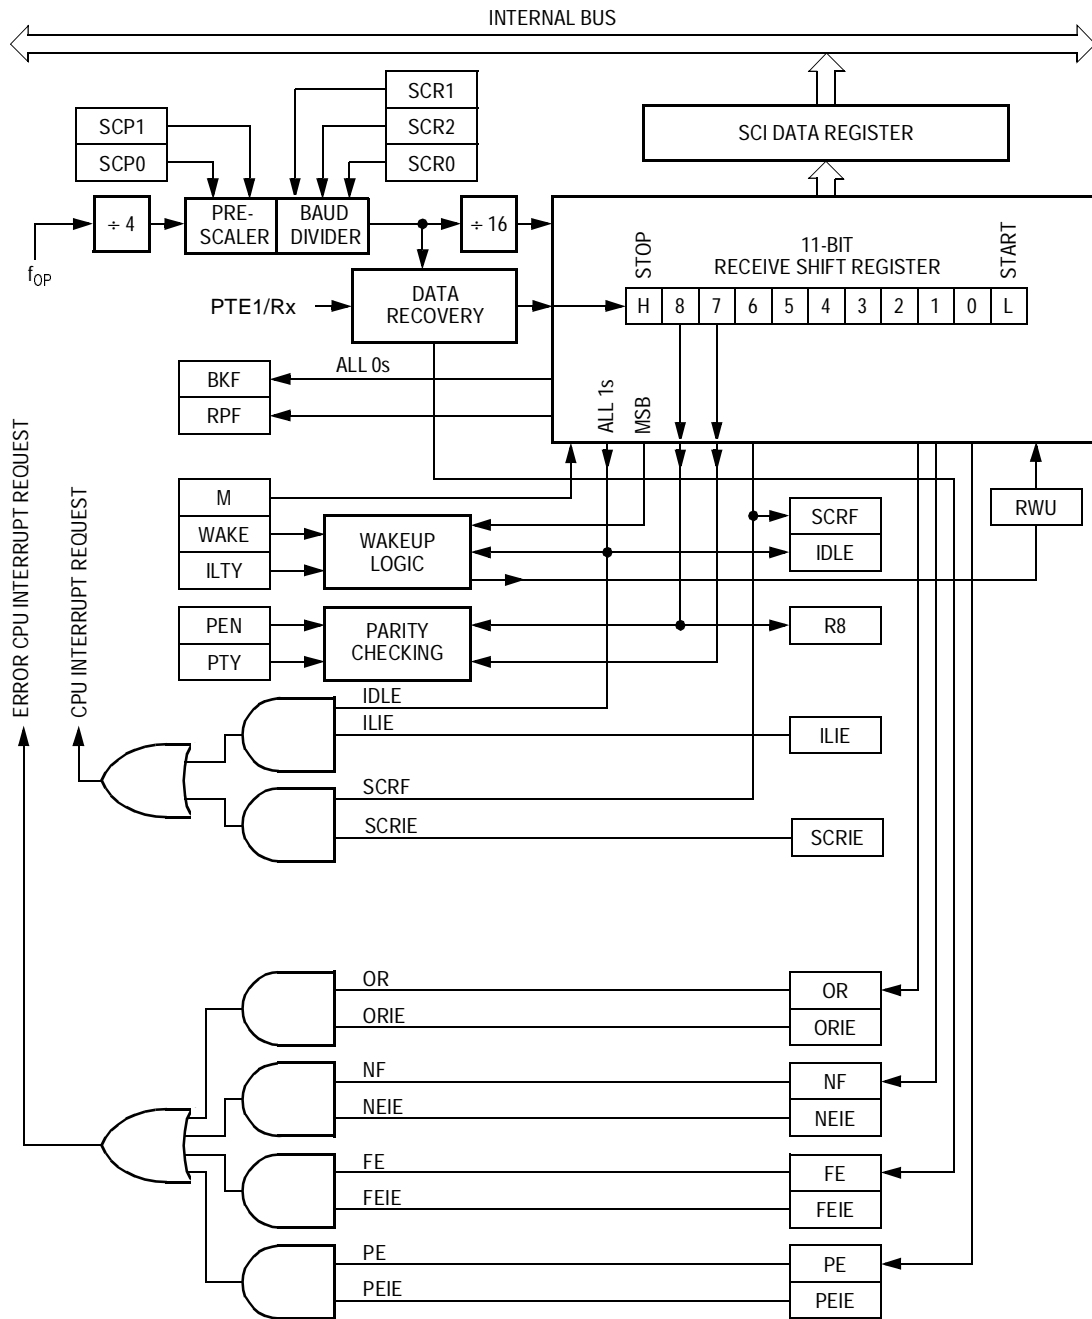 INTERNAL BUS
SCR1
SCR2
SCR0
SCP1
SCP0
SCI DATA REGISTER
÷ 4
PRE-
SCALER
BAUD
DIVIDER
÷ 16
fOP
STOP
11-BIT
RECEIVE SHIFT REGISTER
START
PTE1/Rx
DATA
RECOVERY
H 8 7 6 5 4 3 2 1 0 L
ALL 0s
BKF
RPF
ALL 1s
MSB
ERROR CPU INTERRUPT REQUEST
CPU INTERRUPT REQUEST
M
WAKE
ILTY
WAKEUP
LOGIC
SCRF
IDLE
RWU
PEN
PTY
PARITY
CHECKING
R8
IDLE
ILIE
ILIE
SCRF
SCRIE
SCRIE
OR
ORIE
OR
ORIE
NF
NEIE
NF
NEIE
FE
FEIE
FE
FEIE
PE
PEIE
PE
PEIE